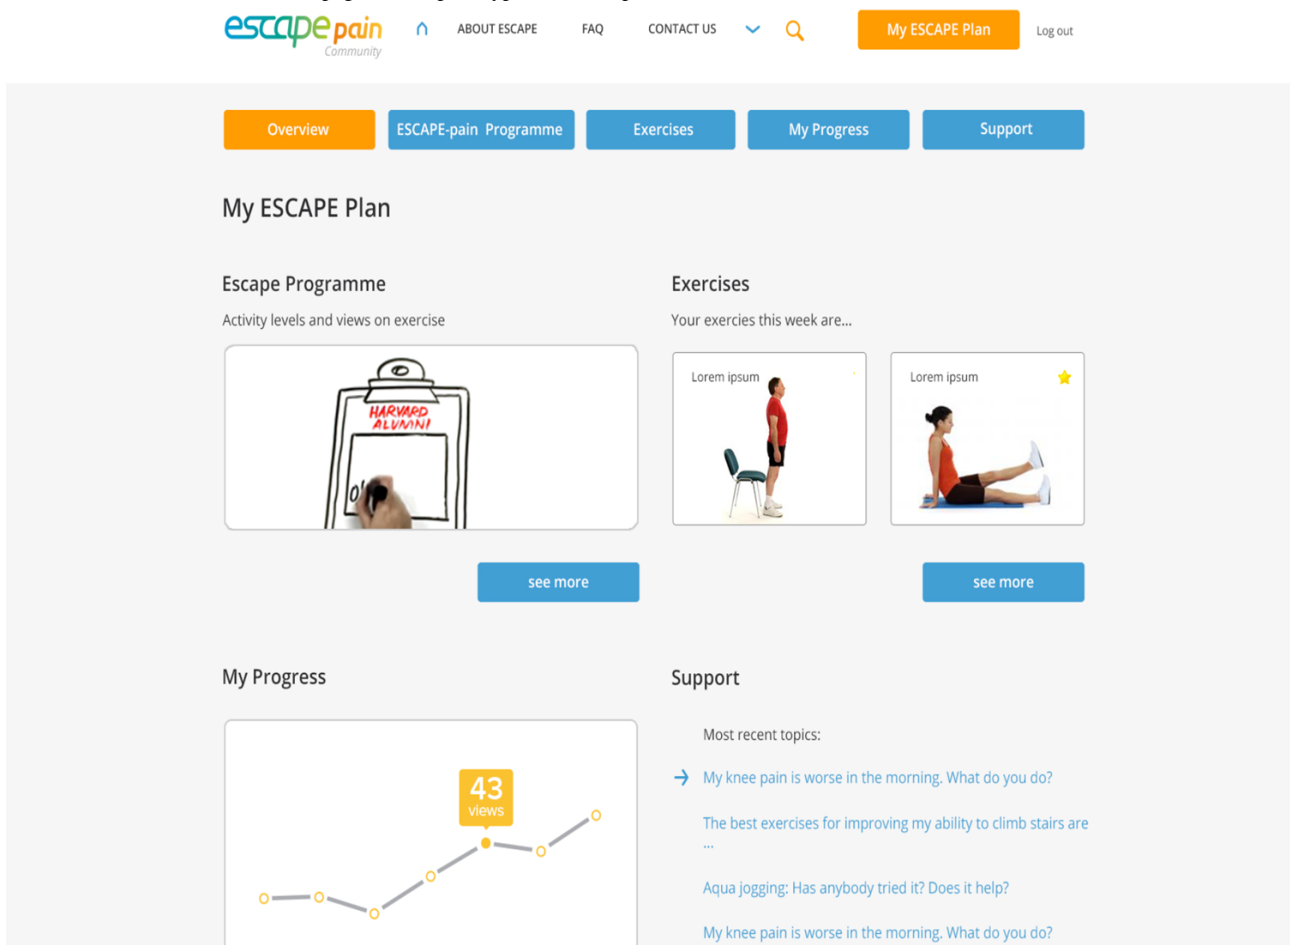 escape pain
Community
ABOUT ESCAPE
FAQ
CONTACT US
My ESCAPE Plan
Log out
Overview
ESCAPE-pain Programme
Exercises
My Progress
Support
My ESCAPE Plan
Escape Programme
Activity levels and views on exercise
HARVARD
ALUMNI
see more
Exercises
Your exercies this week are...
Lorem ipsum
Lorem ipsum
see more
My Progress
43
views
Support
Most recent topics:
My knee pain is worse in the morning. What do you do?
The best exercises for improving my ability to climb stairs are
...
Aqua jogging: Has anybody tried it? Does it help?
My knee pain is worse in the morning. What do you do?